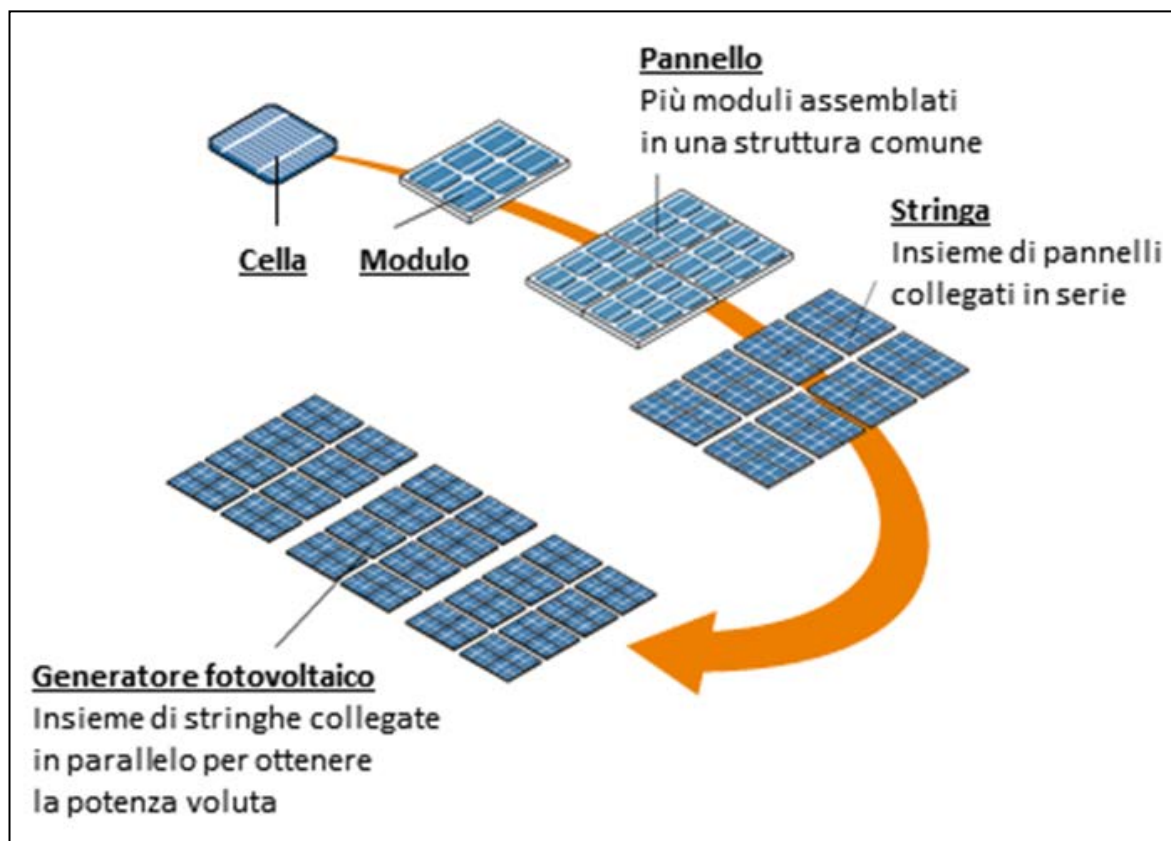 Pannello
Più moduli assemblati
in una struttura comune
Stringa
Insieme di pannelli
collegati in serie
Cella
Modulo
Generatore fotovoltaico
Insieme di stringhe collegate
in parallelo per ottenere
la potenza voluta